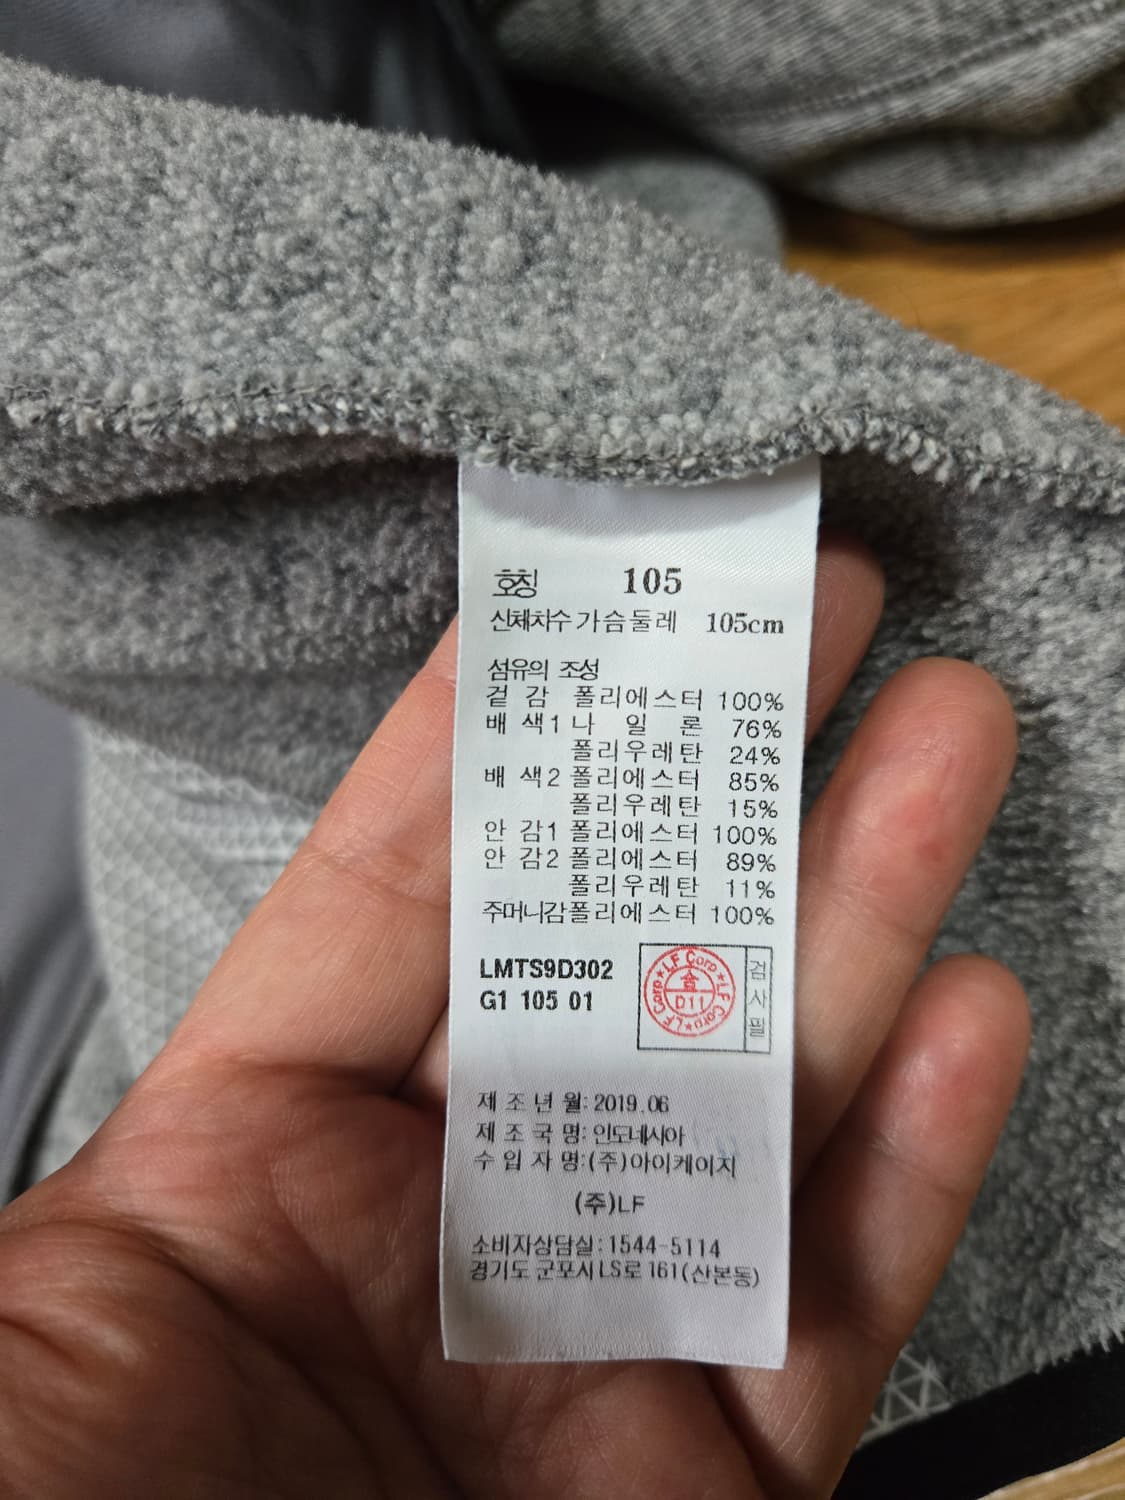 호칭 105
신체치수 가슴둘레 105cm
섬유의 조성
겉 감 폴리에스터 100%
배 색1 나 일 론 76%
폴리우레탄 24%
배 색2 폴리에스터 85%
폴리우레탄 15%
안 감1 폴리에스터 100%
안 감2 폴리에스터 89%
폴리우레탄 11%
주머니감 폴리에스터 100%
LMTS9D302
G1 105 01
LF Corp★LF Corp★LF Corp★
合
D11
검사필
제 조 년 월: 2019.06
제 조 국 명: 인도네시아
수 입 자 명: (주)아이케이지
(주)LF
소비자상담실: 1544-5114
경기도 군포시 LS로 161(산본동)